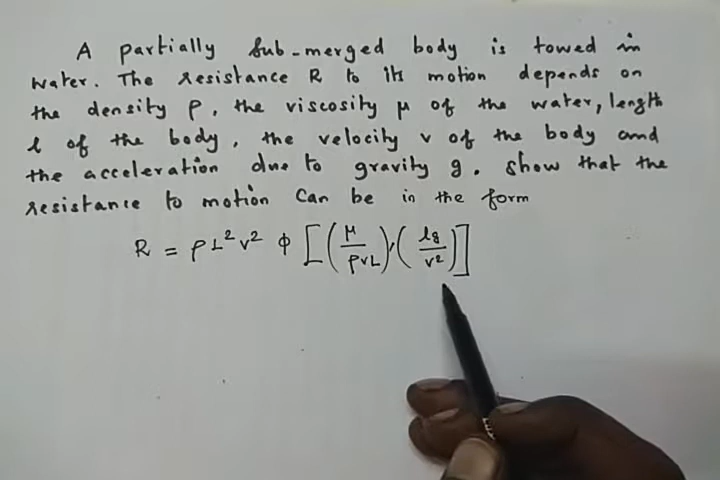 A partially sub-merged body is towed in
water. The resistance R to its motion depends on
the density ρ, the viscosity μ of the water, length
l of the body, the velocity v of the body and
the acceleration due to gravity g. show that the
resistance to motion can be in the form
R = ρL²v² φ [(μ/ρvL), (lg/v²)]